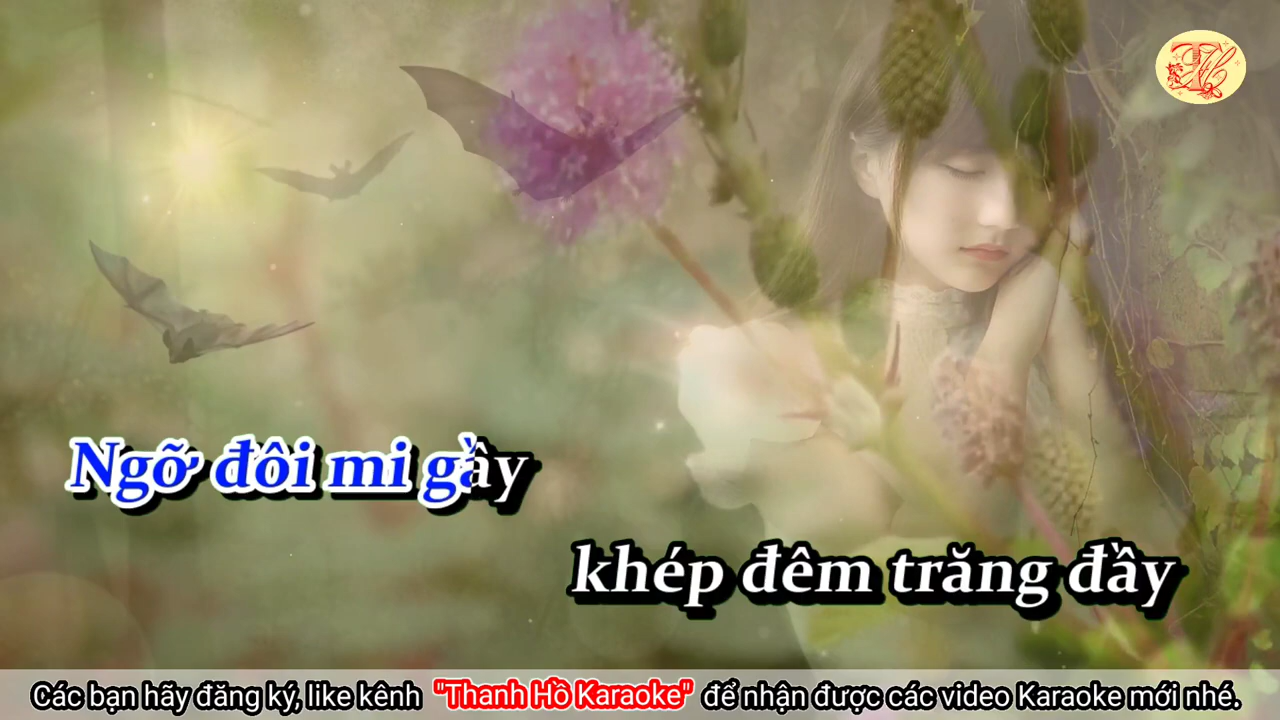 Ngỡ đôi mi gầy
khép đêm trăng đầy
Các bạn hãy đăng ký, like kênh "Thanh Hồ Karaoke" để nhận được các video Karaoke mới nhé.